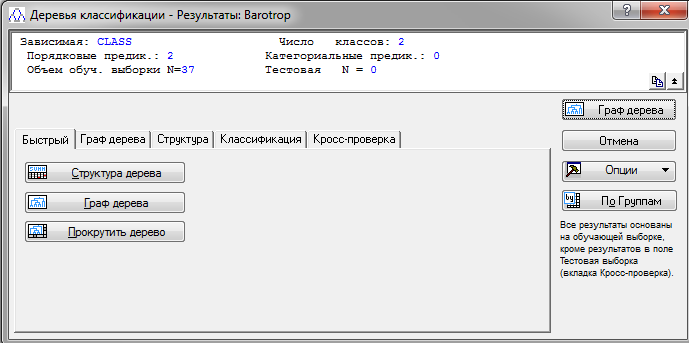 Деревья классификации - Результаты: Barotrop
Зависимая: CLASS Число классов: 2
Порядковые предик.: 2 Категориальные предик.: 0
Объем обуч. выборки N=37 Тестовая N = 0
Граф дерева
Быстрый Граф дерева Структура Классификация Кросс-проверка
Отмена
Структура дерева
Опции
Граф дерева
По Группам
Прокрутить дерево
Все результаты основаны
на обучающей выборке,
кроме результатов в поле
Тестовая выборка
(вкладка Кросс-проверка).